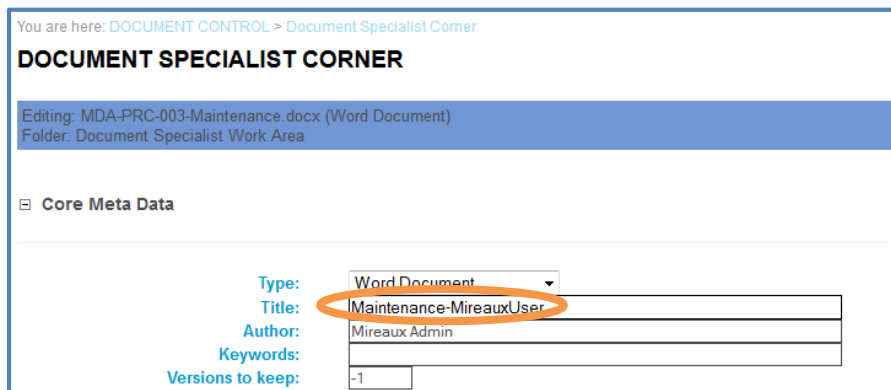 You are here: DOCUMENT CONTROL > Document Specialist Corner
DOCUMENT SPECIALIST CORNER
Editing: MDA-PRC-003-Maintenance.docx (Word Document)
Folder: Document Specialist Work Area
Core Meta Data
Type: Word Document
Title: Maintenance-MireauxUser
Author: Mireaux Admin
Keywords:
Versions to keep: -1